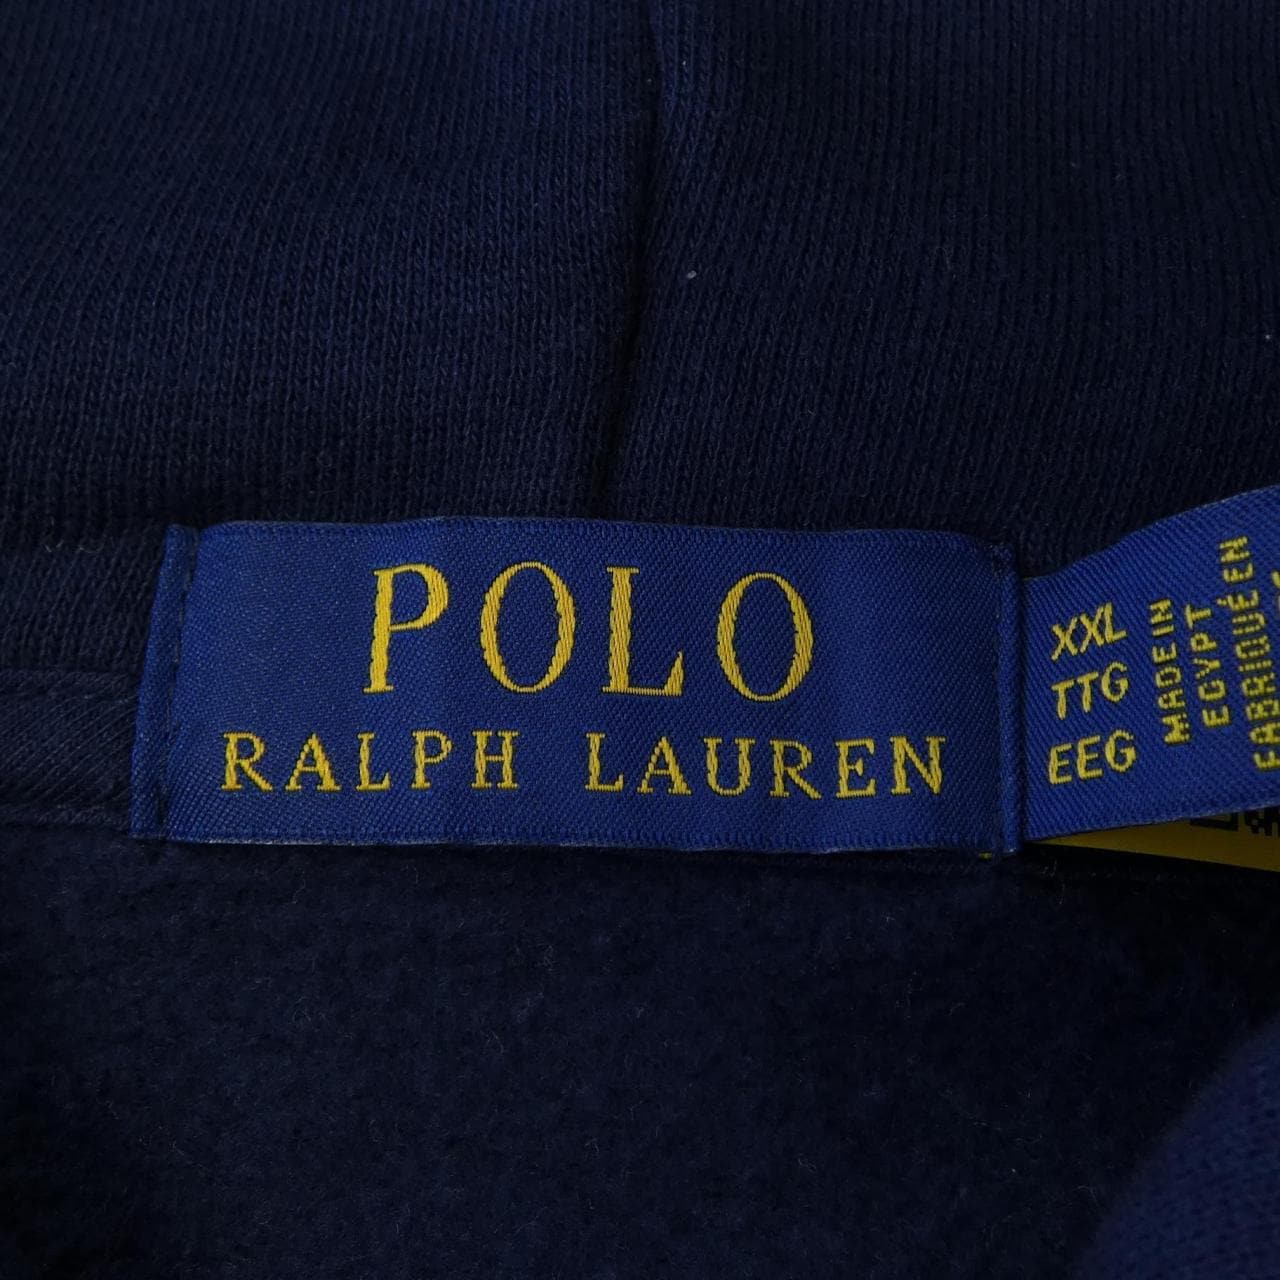 POLO
RALPH LAUREN
XXL
TTG
EEG
MADE IN
EGYPT
FABRIQUÉ EN